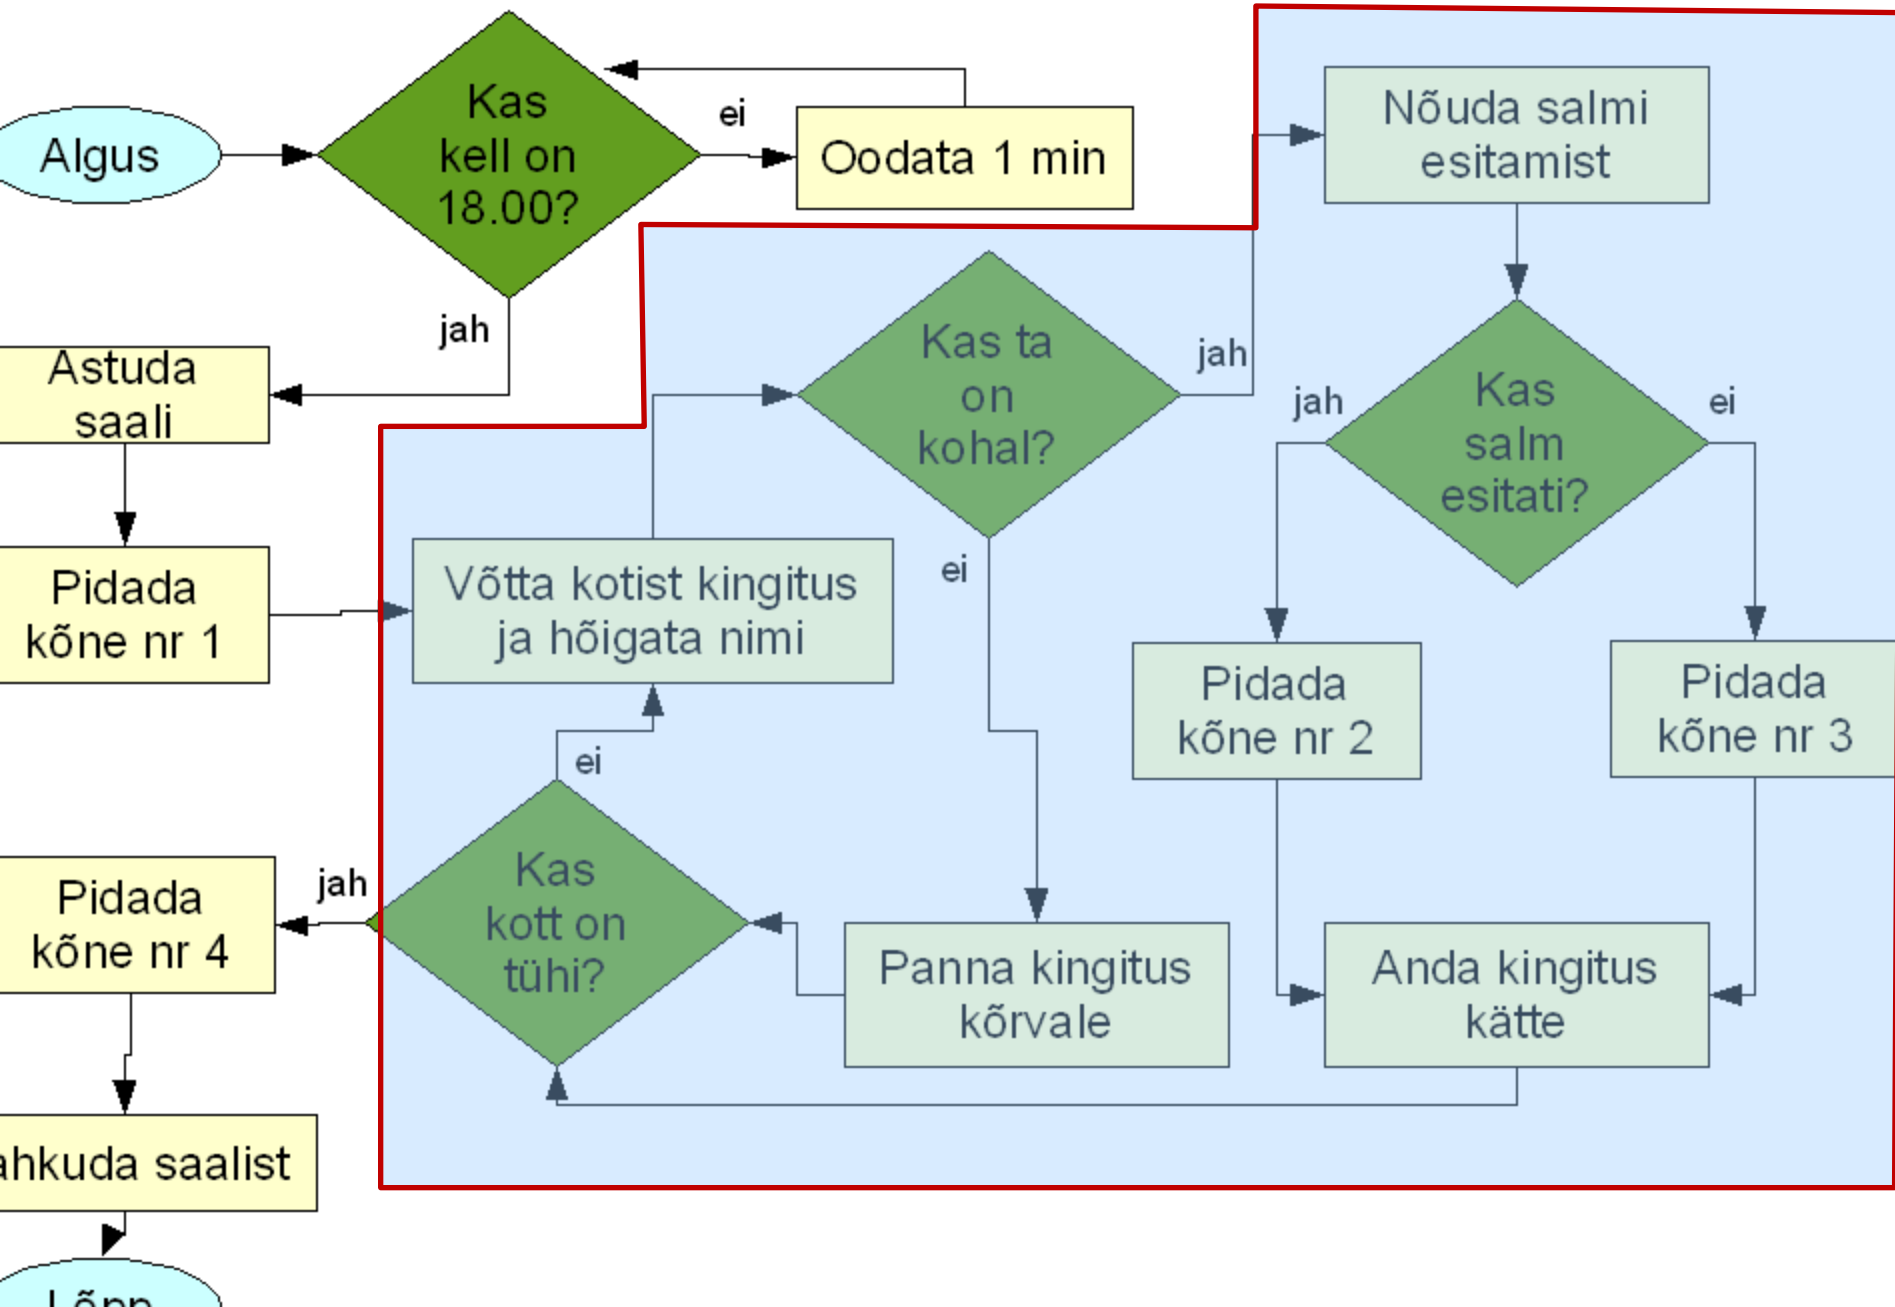 Kas
kell on
18.00?
Algus
ei
Oodata 1 min
Nõuda salmi
esitamist
jah
Astuda
saali
Kas ta
on
kohal?
jah
jah
Kas
salm
esitati?
ei
Pidada
kõne nr 1
Võtta kotist kingitus
ja hõigata nimi
ei
Pidada
kõne nr 2
Pidada
kõne nr 3
ei
Pidada
kõne nr 4
jah
Kas
kott on
tühi?
Panna kingitus
kõrvale
Anda kingitus
kätte
ahkuda saalist
Lõpp